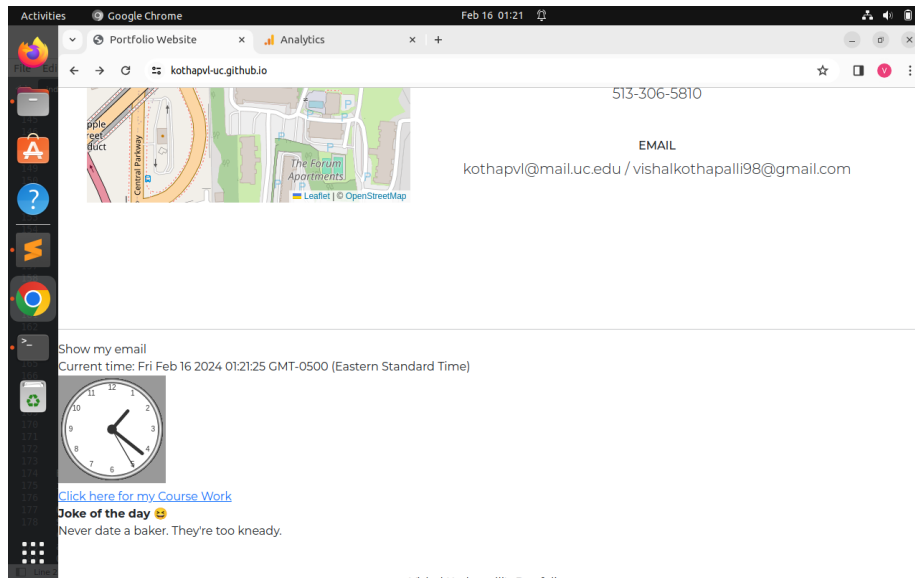 Activities Google Chrome Feb 16 01:21
Portfolio Website Analytics
File Edi
kothapvl-uc.github.io
513-306-5810
EMAIL
kothapvl@mail.uc.edu / vishalkothapalli98@gmail.com
Central Parkway
The Forum
Apartments
Leaflet | © OpenStreetMap
Show my email
Current time: Fri Feb 16 2024 01:21:25 GMT-0500 (Eastern Standard Time)
12
11 1
10 2
9 3
8 4
7 5
6
Click here for my Course Work
Joke of the day 😆
Never date a baker. They're too kneady.